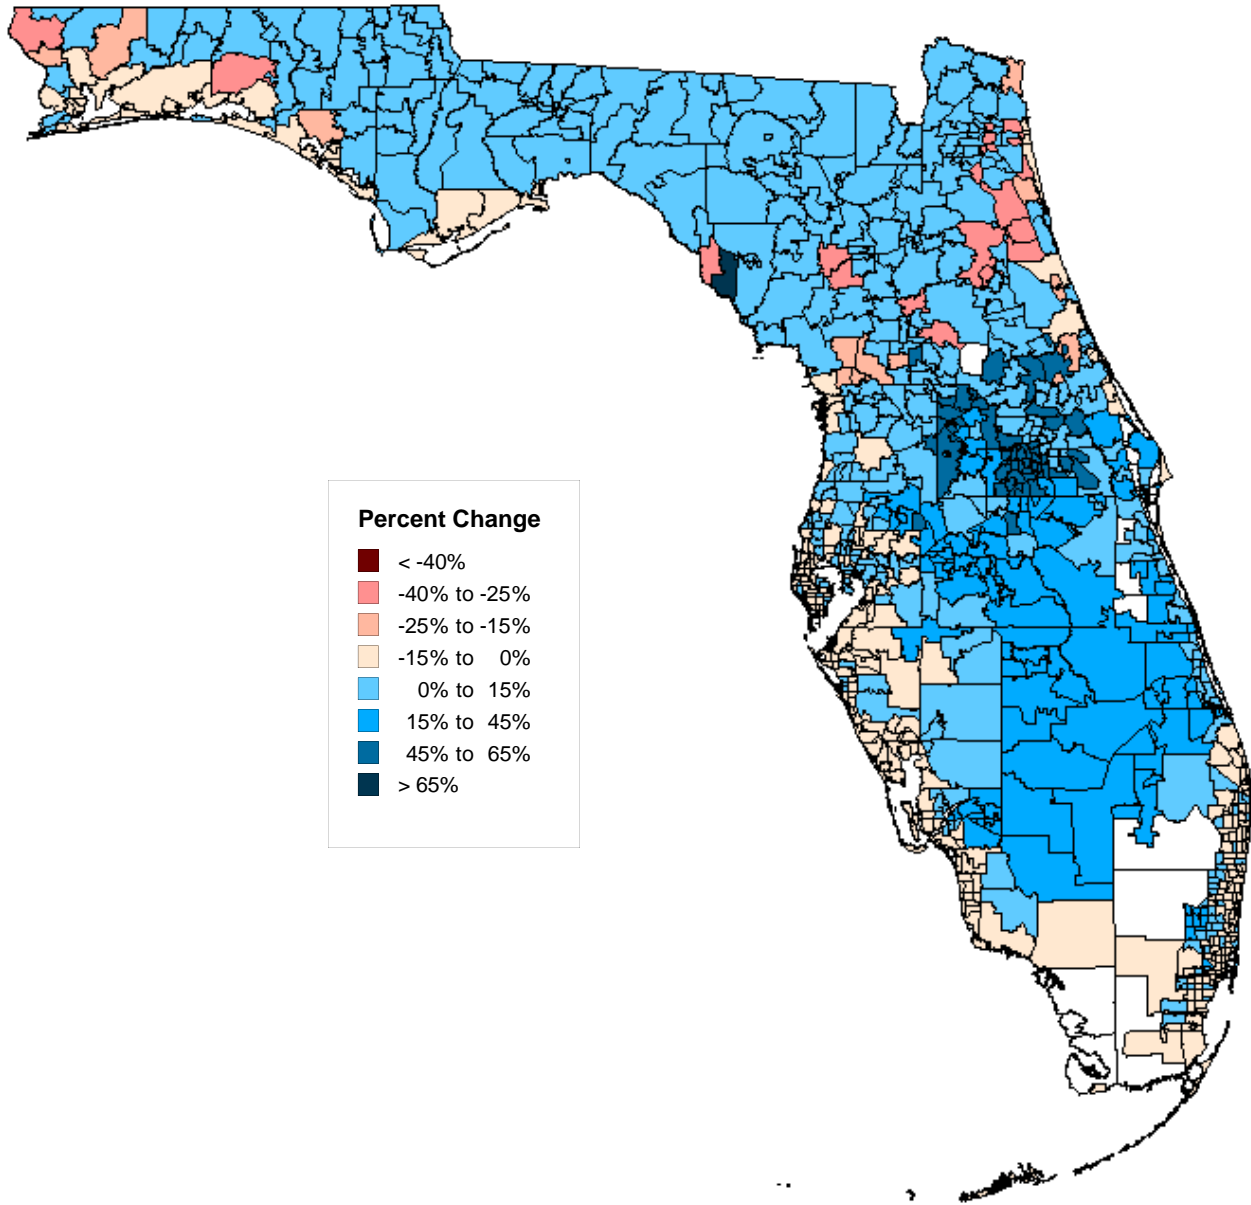 Percent Change
< -40%
-40% to -25%
-25% to -15%
-15% to 0%
0% to 15%
15% to 45%
45% to 65%
> 65%